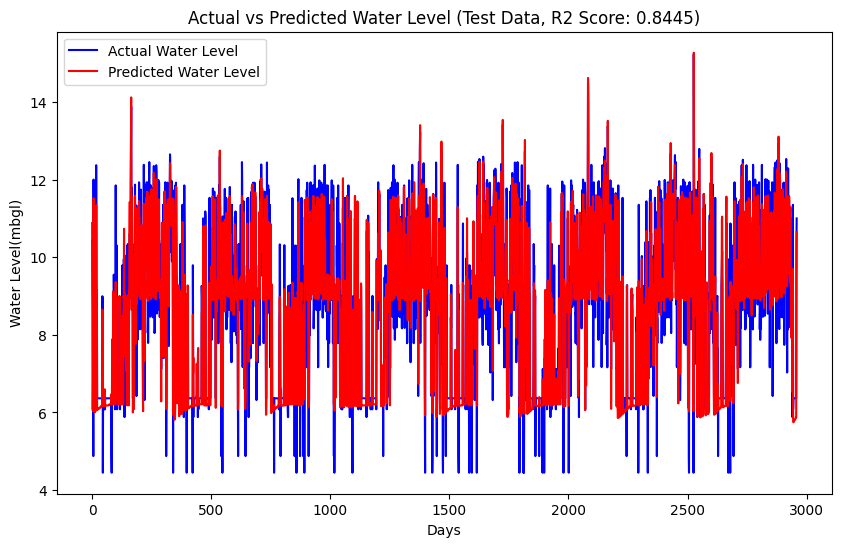 Actual vs Predicted Water Level (Test Data, R2 Score: 0.8445)
Actual Water Level
Predicted Water Level
14
12
10
8
6
4
Water Level(mbgl)
0 500 1000 1500 2000 2500 3000
Days